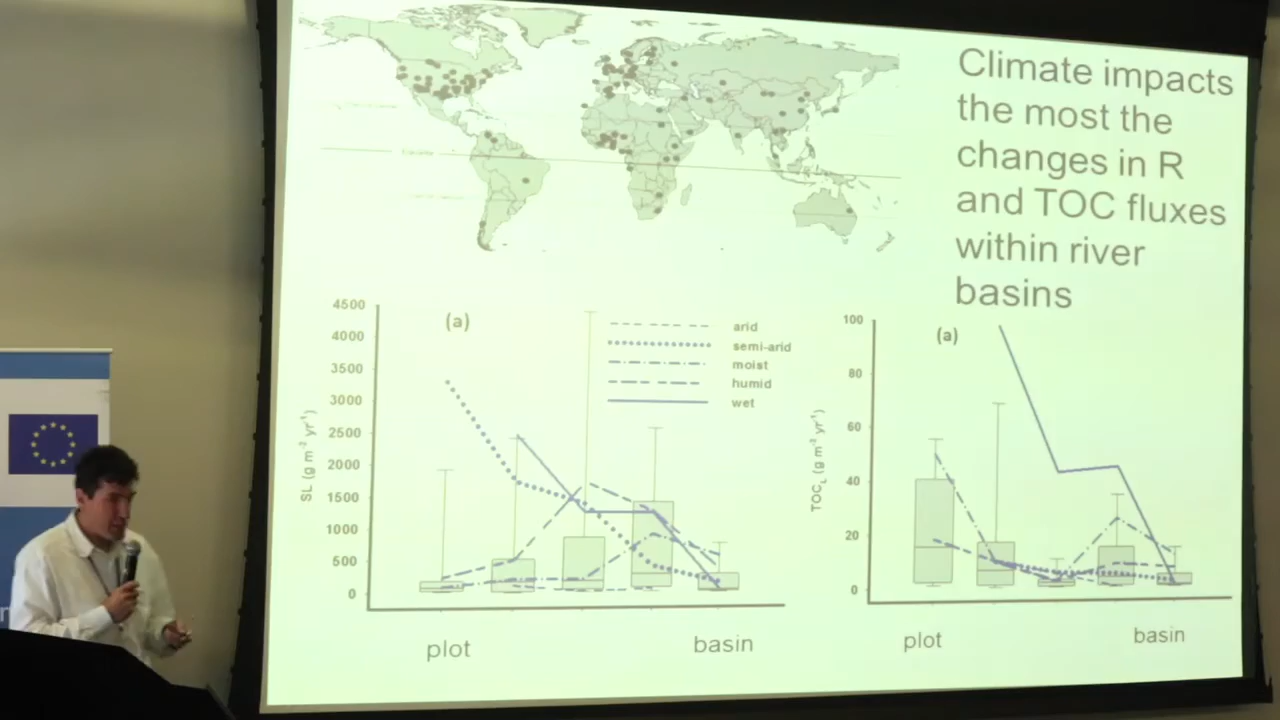 Climate impacts
the most the
changes in R
and TOC fluxes
within river
basins
(a)
arid
semi-arid
moist
humid
wet
4500
4000
3500
3000
2500
2000
1500
1000
500
0
SL (g m⁻² yr⁻¹)
plot
basin
(a)
100
80
60
40
20
0
TOC_L (g m⁻² yr⁻¹)
plot
basin